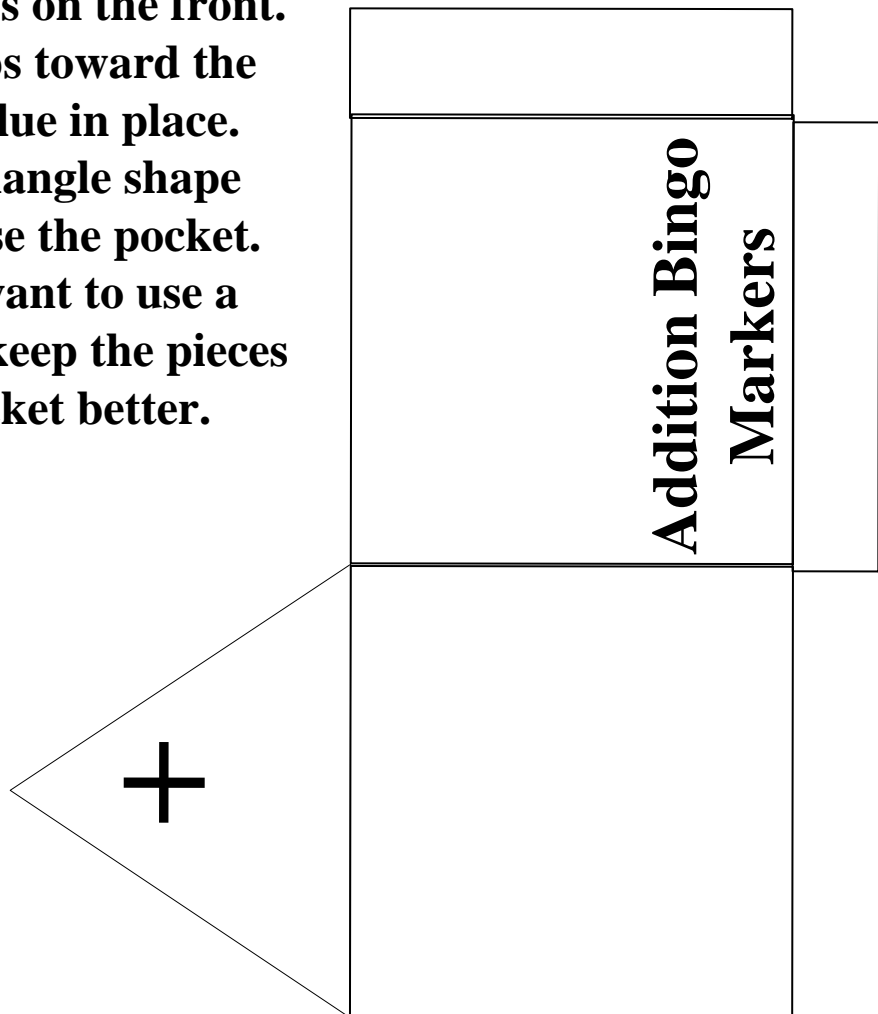 s on the front.
s toward the
lue in place.
angle shape
se the pocket.
vant to use a
keep the pieces
ket better.
Addition Bingo
Markers
+